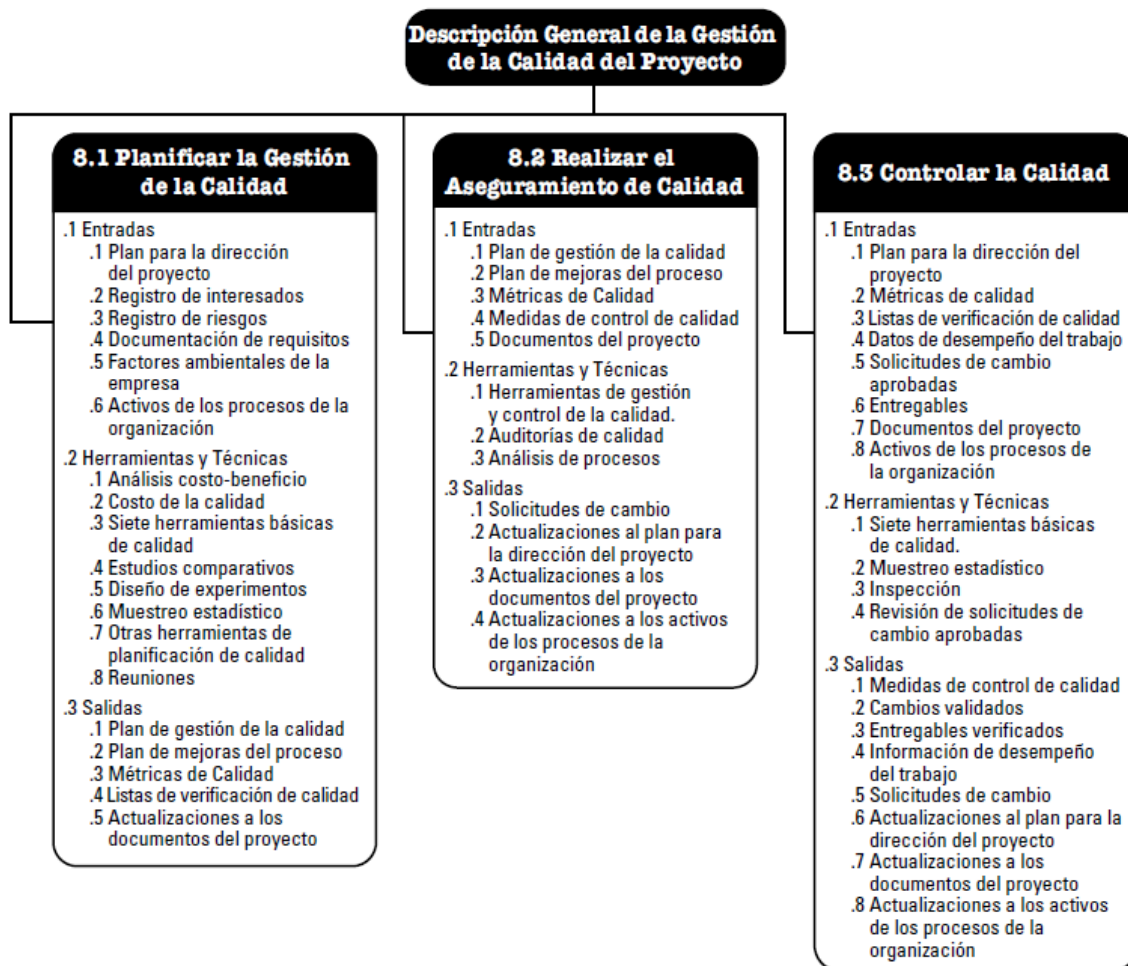 Descripción General de la Gestión
de la Calidad del Proyecto
8.1 Planificar la Gestión
de la Calidad
.1 Entradas
.1 Plan para la dirección
del proyecto
.2 Registro de interesados
.3 Registro de riesgos
.4 Documentación de requisitos
.5 Factores ambientales de la
empresa
.6 Activos de los procesos de la
organización
.2 Herramientas y Técnicas
.1 Análisis costo-beneficio
.2 Costo de la calidad
.3 Siete herramientas básicas
de calidad
.4 Estudios comparativos
.5 Diseño de experimentos
.6 Muestreo estadístico
.7 Otras herramientas de
planificación de calidad
.8 Reuniones
.3 Salidas
.1 Plan de gestión de la calidad
.2 Plan de mejoras del proceso
.3 Métricas de Calidad
.4 Listas de verificación de calidad
.5 Actualizaciones a los
documentos del proyecto
8.2 Realizar el
Aseguramiento de Calidad
.1 Entradas
.1 Plan de gestión de la calidad
.2 Plan de mejoras del proceso
.3 Métricas de Calidad
.4 Medidas de control de calidad
.5 Documentos del proyecto
.2 Herramientas y Técnicas
.1 Herramientas de gestión
y control de la calidad.
.2 Auditorías de calidad
.3 Análisis de procesos
.3 Salidas
.1 Solicitudes de cambio
.2 Actualizaciones al plan para
la dirección del proyecto
.3 Actualizaciones a los
documentos del proyecto
.4 Actualizaciones a los activos
de los procesos de la
organización
8.3 Controlar la Calidad
.1 Entradas
.1 Plan para la dirección del
proyecto
.2 Métricas de calidad
.3 Listas de verificación de calidad
.4 Datos de desempeño del trabajo
.5 Solicitudes de cambio
aprobadas
.6 Entregables
.7 Documentos del proyecto
.8 Activos de los procesos de
la organización
.2 Herramientas y Técnicas
.1 Siete herramientas básicas
de calidad.
.2 Muestreo estadístico
.3 Inspección
.4 Revisión de solicitudes de
cambio aprobadas
.3 Salidas
.1 Medidas de control de calidad
.2 Cambios validados
.3 Entregables verificados
.4 Información de desempeño
del trabajo
.5 Solicitudes de cambio
.6 Actualizaciones al plan para la
dirección del proyecto
.7 Actualizaciones a los
documentos del proyecto
.8 Actualizaciones a los activos
de los procesos de la
organización